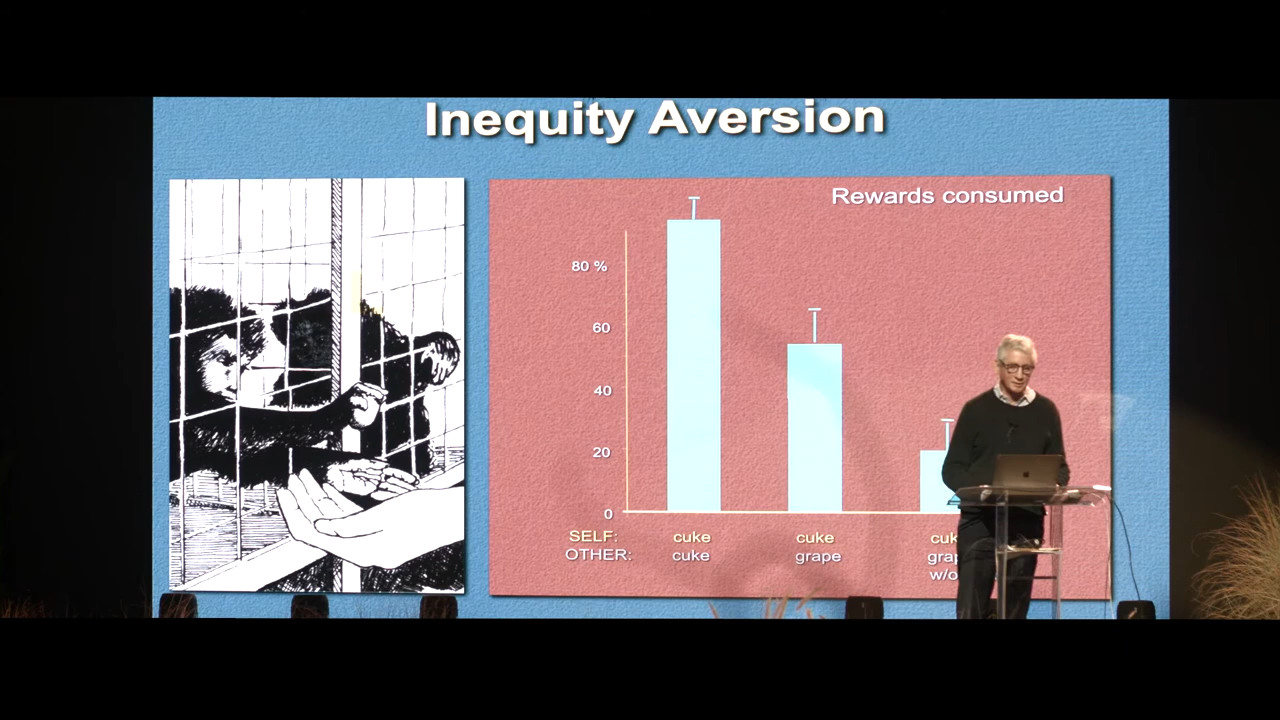 Inequity Aversion
Rewards consumed
80 %
60
40
20
0
SELF: cuke cuke
OTHER: cuke grape